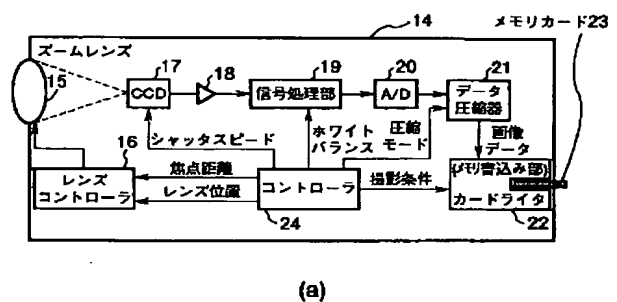 メモリカード23
14
ズームレンズ
15
17
CCD
18
19
信号処理部
20
A/D
21
データ
圧縮器
シャッタスピード
ホワイト
バランス
圧縮
モード
画像
データ
16
レンズ
コントローラ
焦点距離
レンズ位置
コントローラ
24
撮影条件
(メモリ書込み部)
カードライタ
22
(a)